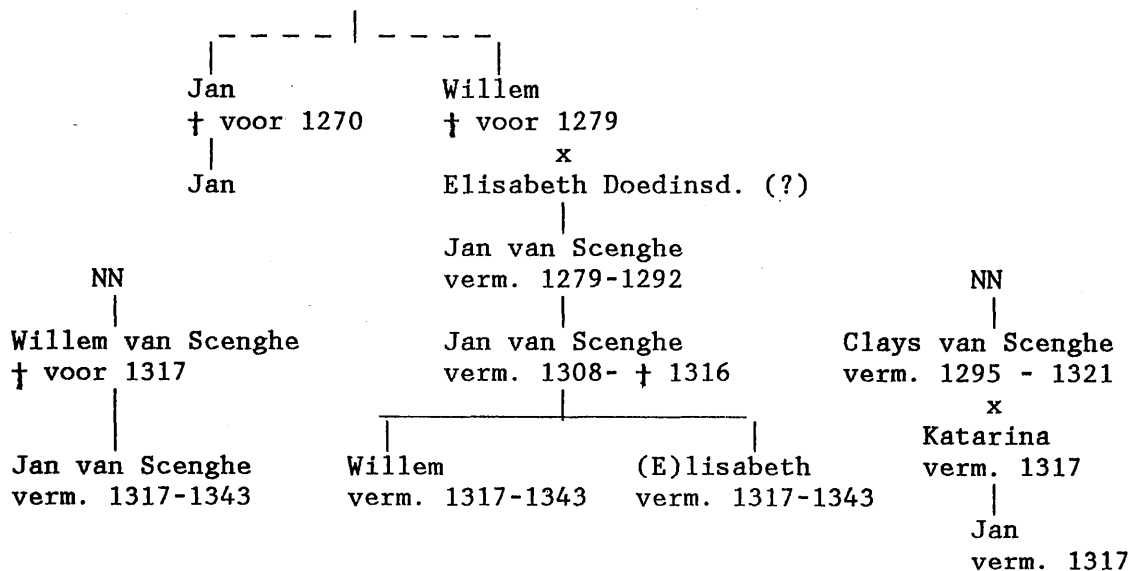 Jan Willem
† voor 1270 † voor 1279
x
Jan Elisabeth Doedinsd. (?)
Jan van Scenghe
NN verm. 1279-1292 NN
Willem van Scenghe Jan van Scenghe Clays van Scenghe
† voor 1317 verm. 1308- † 1316 verm. 1295 - 1321
x
Katarina
Jan van Scenghe Willem (E)lisabeth verm. 1317
verm. 1317-1343 verm. 1317-1343 verm. 1317-1343
Jan
verm. 1317